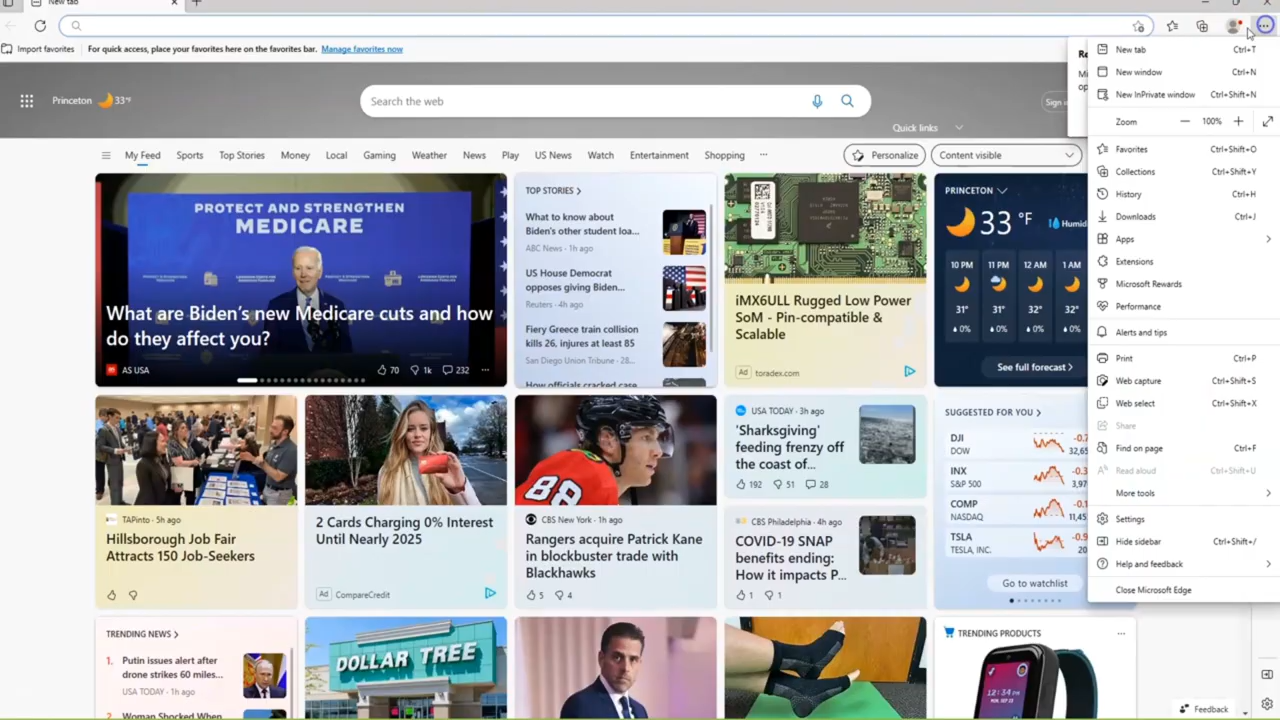 New tab
Import favorites
For quick access, place your favorites here on the favorites bar. Manage favorites now
Princeton 33°F
Search the web
Quick links
My Feed
Sports
Top Stories
Money
Local
Gaming
Weather
News
Play
US News
Watch
Entertainment
Shopping
Personalize
Content visible
PROTECT AND STRENGTHEN
MEDICARE
What are Biden's new Medicare cuts and how
do they affect you?
AS USA
70
1k
232
TOP STORIES
What to know about
Biden's other student loa...
ABC News · 1h ago
US House Democrat
opposes giving Biden...
Reuters · 4h ago
Fiery Greece train collision
kills 26, injures at least 85
San Diego Union Tribune · 28...
How officials cracked case
iMX6ULL Rugged Low Power
SoM - Pin-compatible &
Scalable
Ad toradex.com
PRINCETON
33 °F
Humid
10 PM 11 PM 12 AM 1 AM
31° 31° 32° 32°
0% 0% 0% 0%
See full forecast
TAPinto · 5h ago
Hillsborough Job Fair
Attracts 150 Job-Seekers
2 Cards Charging 0% Interest
Until Nearly 2025
Ad CompareCredit
88
CBS New York · 1h ago
Rangers acquire Patrick Kane
in blockbuster trade with
Blackhawks
5 4
USA TODAY · 3h ago
'Sharksgiving'
feeding frenzy off
the coast of...
192 51 28
CBS Philadelphia · 4h ago
COVID-19 SNAP
benefits ending:
How it impacts P...
1 1
SUGGESTED FOR YOU
DJI
DOW
INX
S&P 500
COMP
NASDAQ
TSLA
TESLA, INC.
Go to watchlist
TRENDING NEWS
1. Putin issues alert after
drone strikes 60 miles...
USA TODAY · 1h ago
Woman Shocked When
DOLLAR TREE
TRENDING PRODUCTS
12:34
Feedback
New tab Ctrl+T
New window Ctrl+N
New InPrivate window Ctrl+Shift+N
Zoom 100%
Favorites Ctrl+Shift+O
Collections Ctrl+Shift+Y
History Ctrl+H
Downloads Ctrl+J
Apps
Extensions
Microsoft Rewards
Performance
Alerts and tips
Print Ctrl+P
Web capture Ctrl+Shift+S
Web select Ctrl+Shift+X
Share
Find on page Ctrl+F
Read aloud Ctrl+Shift+U
More tools
Settings
Hide sidebar Ctrl+Shift+/
Help and feedback
Close Microsoft Edge